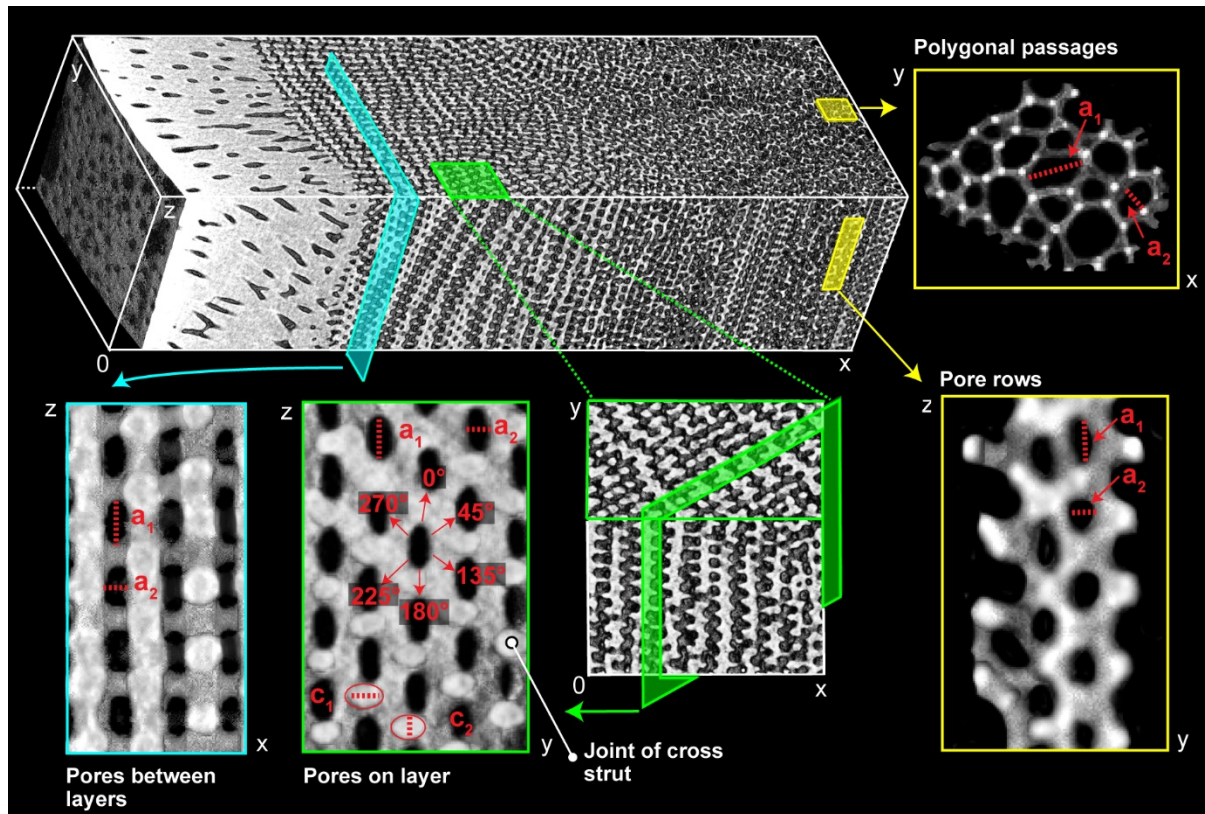 Polygonal passages
y
y
a1
z
a2
x
0
x
Pore rows
z
z
y
z
a1
a1
a2
0°
270°
45°
a1
a2
a2
135°
225°
180°
0
x
c1
c2
x
y
y
Joint of cross
strut
Pores between
layers
Pores on layer